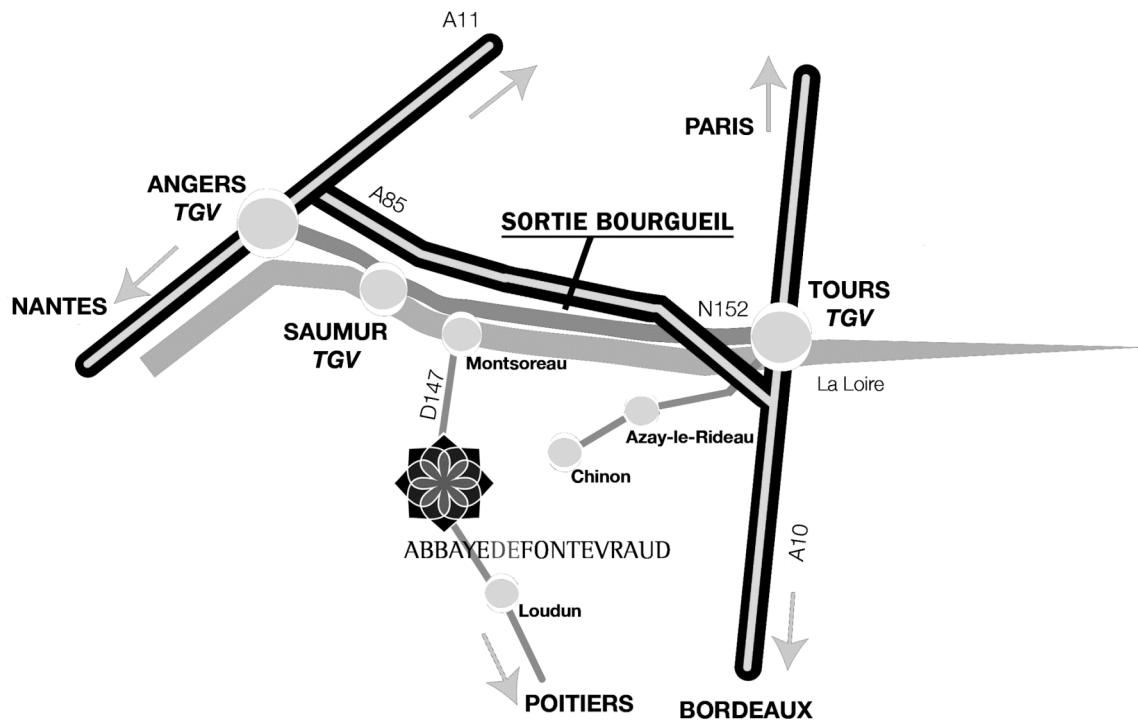 A11
PARIS
ANGERS
TGV
A85
SORTIE BOURGUEIL
NANTES
N152
TOURS
TGV
SAUMUR
TGV
Montsoreau
La Loire
D147
Azay-le-Rideau
Chinon
A10
ABBAYEDEFONTEVRAUD
Loudun
POITIERS
BORDEAUX